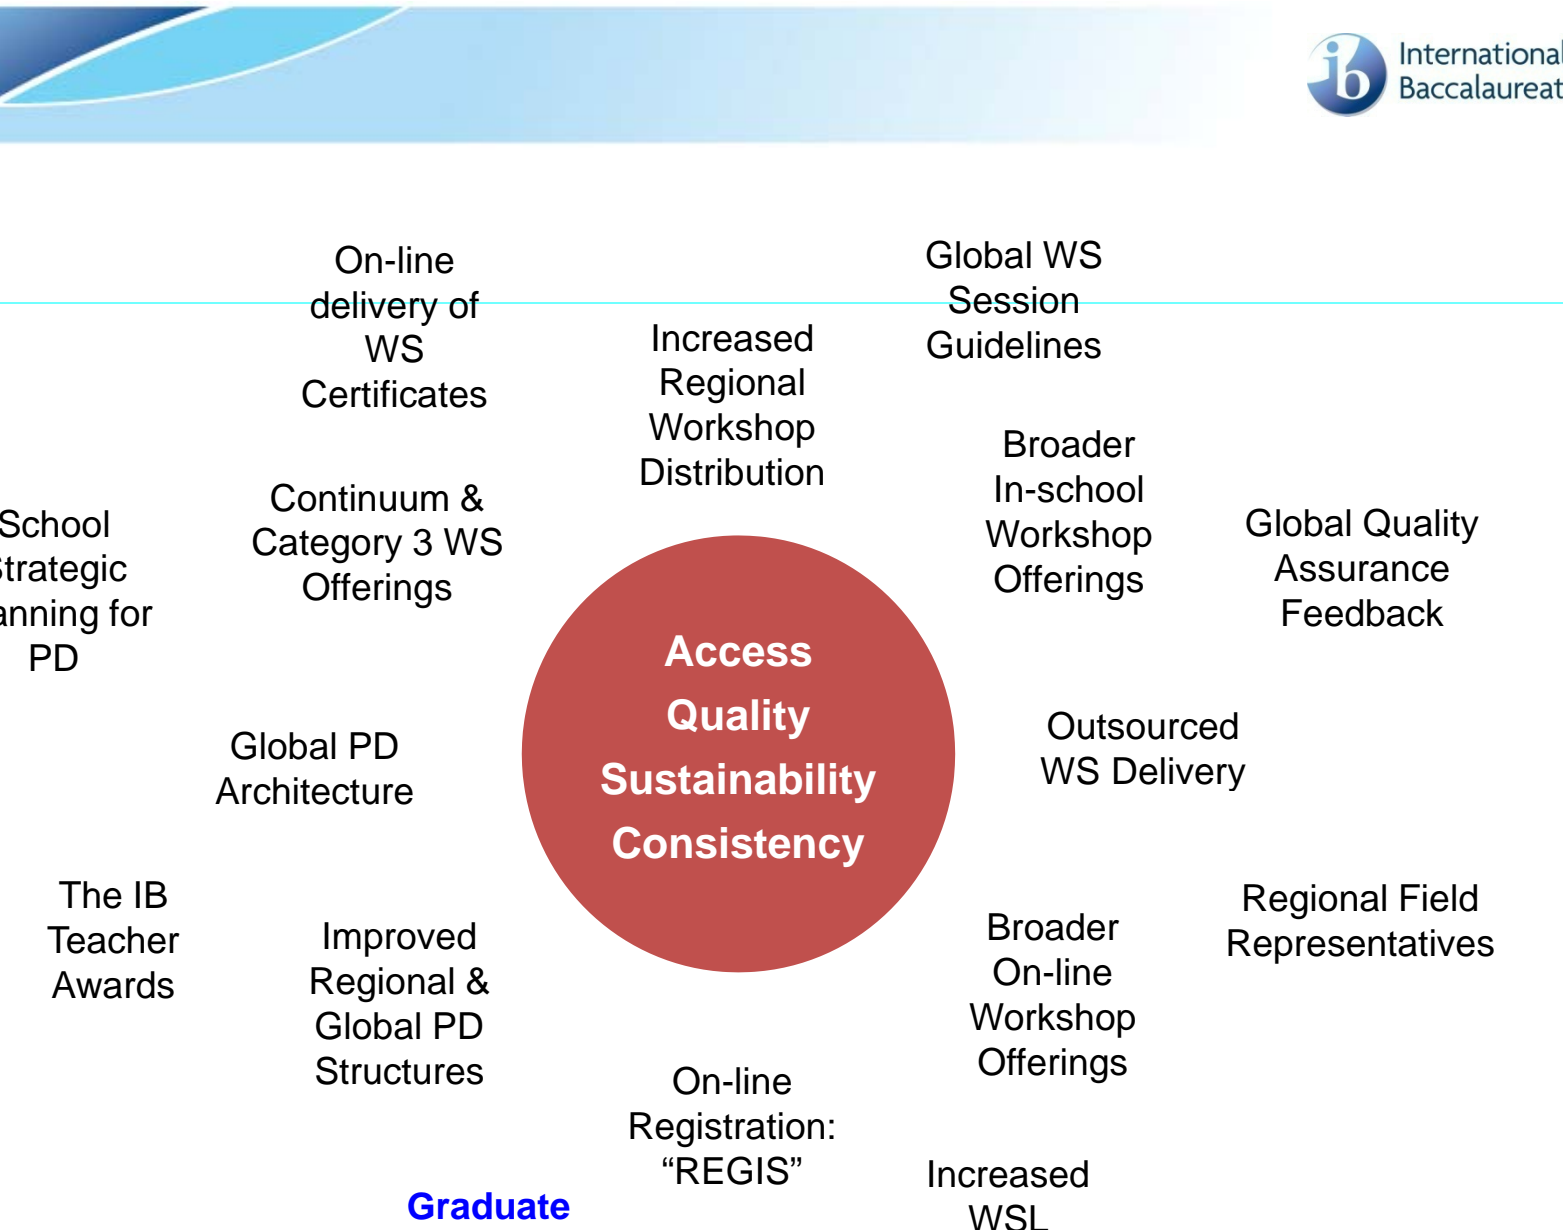 International
Baccalaureat
On-line
delivery of
WS
Certificates
Global WS
Session
Guidelines
Increased
Regional
Workshop
Distribution
Broader
In-school
Workshop
Offerings
Continuum &
Category 3 WS
Offerings
School
Strategic
anning for
PD
Global Quality
Assurance
Feedback
Access
Quality
Sustainability
Consistency
Global PD
Architecture
Outsourced
WS Delivery
The IB
Teacher
Awards
Improved
Regional &
Global PD
Structures
Broader
On-line
Workshop
Offerings
Regional Field
Representatives
On-line
Registration:
“REGIS”
Graduate
Increased
WSL